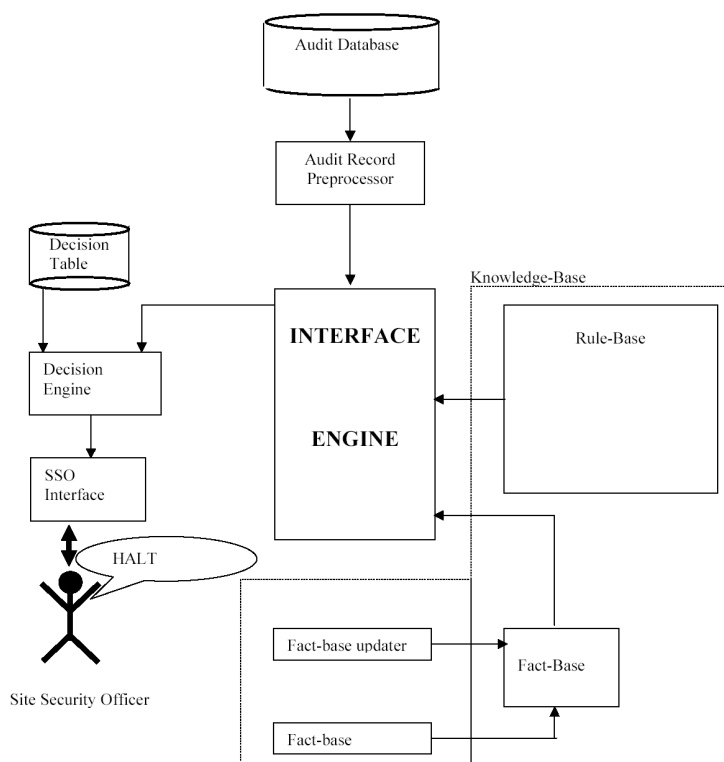 Audit Database
Audit Record
Preprocessor
Decision
Table
Knowledge-Base
INTERFACE
ENGINE
Rule-Base
Decision
Engine
SSO
Interface
HALT
Fact-base updater
Fact-Base
Site Security Officer
Fact-base